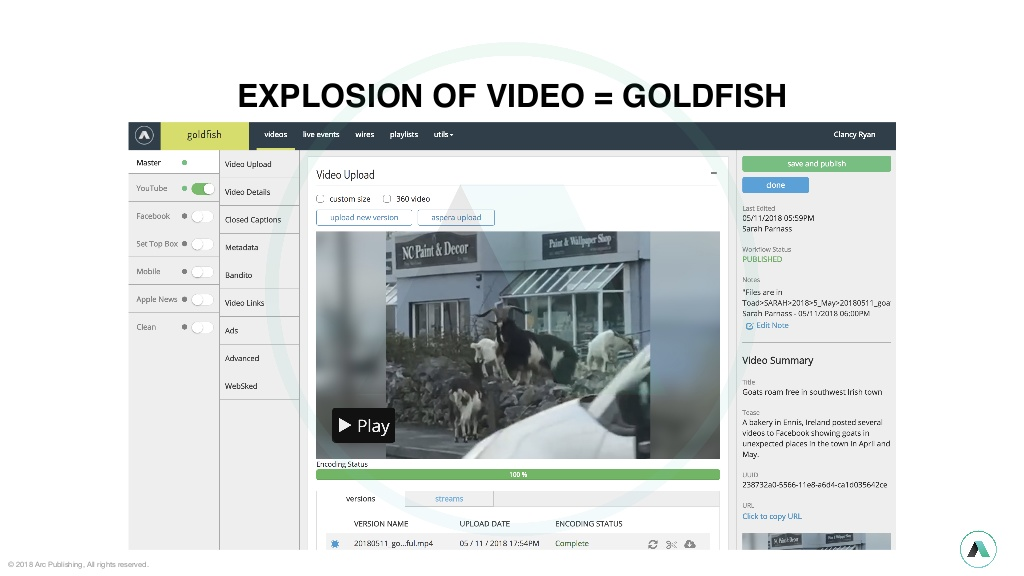 EXPLOSION OF VIDEO = GOLDFISH
goldfish
videos
live events
wires
playlists
utils
Clancy Ryan
Master
YouTube
Facebook
Set Top Box
Mobile
Apple News
Clean
Video Upload
Video Details
Closed Captions
Metadata
Bandito
Video Links
Ads
Advanced
WebSked
Video Upload
custom size
360 video
upload new version
aspera upload
NC Paint & Decor
Paint & Wallpaper Shop
Play
Encoding Status
100 %
versions
streams
VERSION NAME
UPLOAD DATE
ENCODING STATUS
20180511_go...ful.mp4
05 / 11 / 2018 17:54PM
Complete
save and publish
clone
Last Edited
05/11/2018 05:59PM
Sarah Parnass
Workflow Status
PUBLISHED
Notes
"Files are in
Toad>SARAH>2018>5_May>20180511_goa
Sarah Parnass - 05/11/2018 06:00PM
Edit Note
Video Summary
Title
Goats roam free in southwest Irish town
Tease
A bakery in Ennis, Ireland posted several
videos to Facebook showing goats in
unexpected places in the town in April and
May.
UUID
238732a0-5566-11e8-a6d4-ca1d035642ce
URL
Click to copy URL
© 2018 Arc Publishing, All rights reserved.